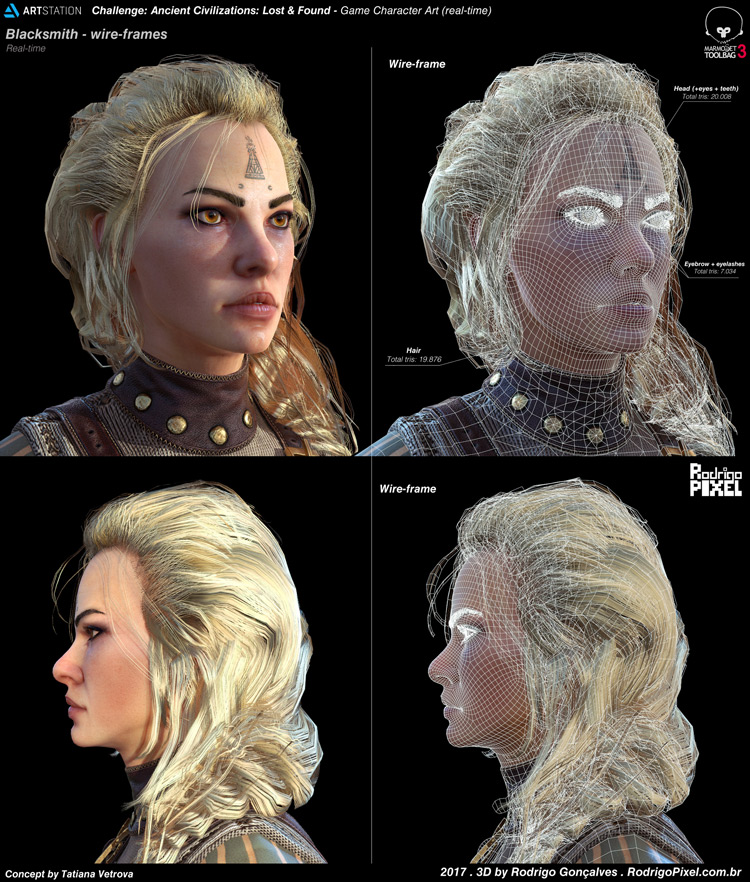 ARTSTATION Challenge: Ancient Civilizations: Lost & Found - Game Character Art (real-time)
Blacksmith - wire-frames
Real-time
MARMOSET
TOOLBAG 3
Wire-frame
Head (+eyes + teeth)
Total tris: 20.008
Eyebrow + eyelashes
Total tris: 7.034
Hair
Total tris: 19.876
Wire-frame
Rodrigo
PIXEL
Concept by Tatiana Vetrova
2017 . 3D by Rodrigo Gonçalves . RodrigoPixel.com.br